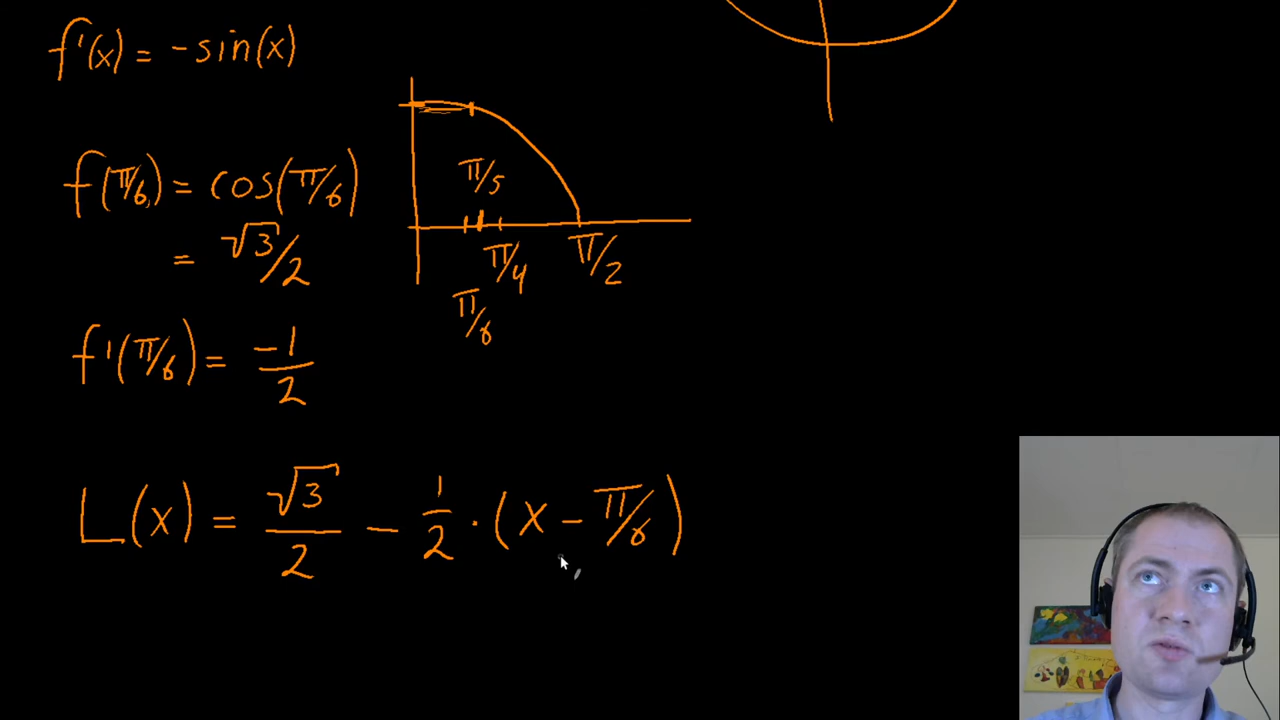 f'(x) = -sin(x)
f(π/6) = cos(π/6)
= √3/2
f'(π/6) = -1/2
π/5
π/4
π/2
π/6
L(x) = √3/2 - 1/2 · (x - π/6)